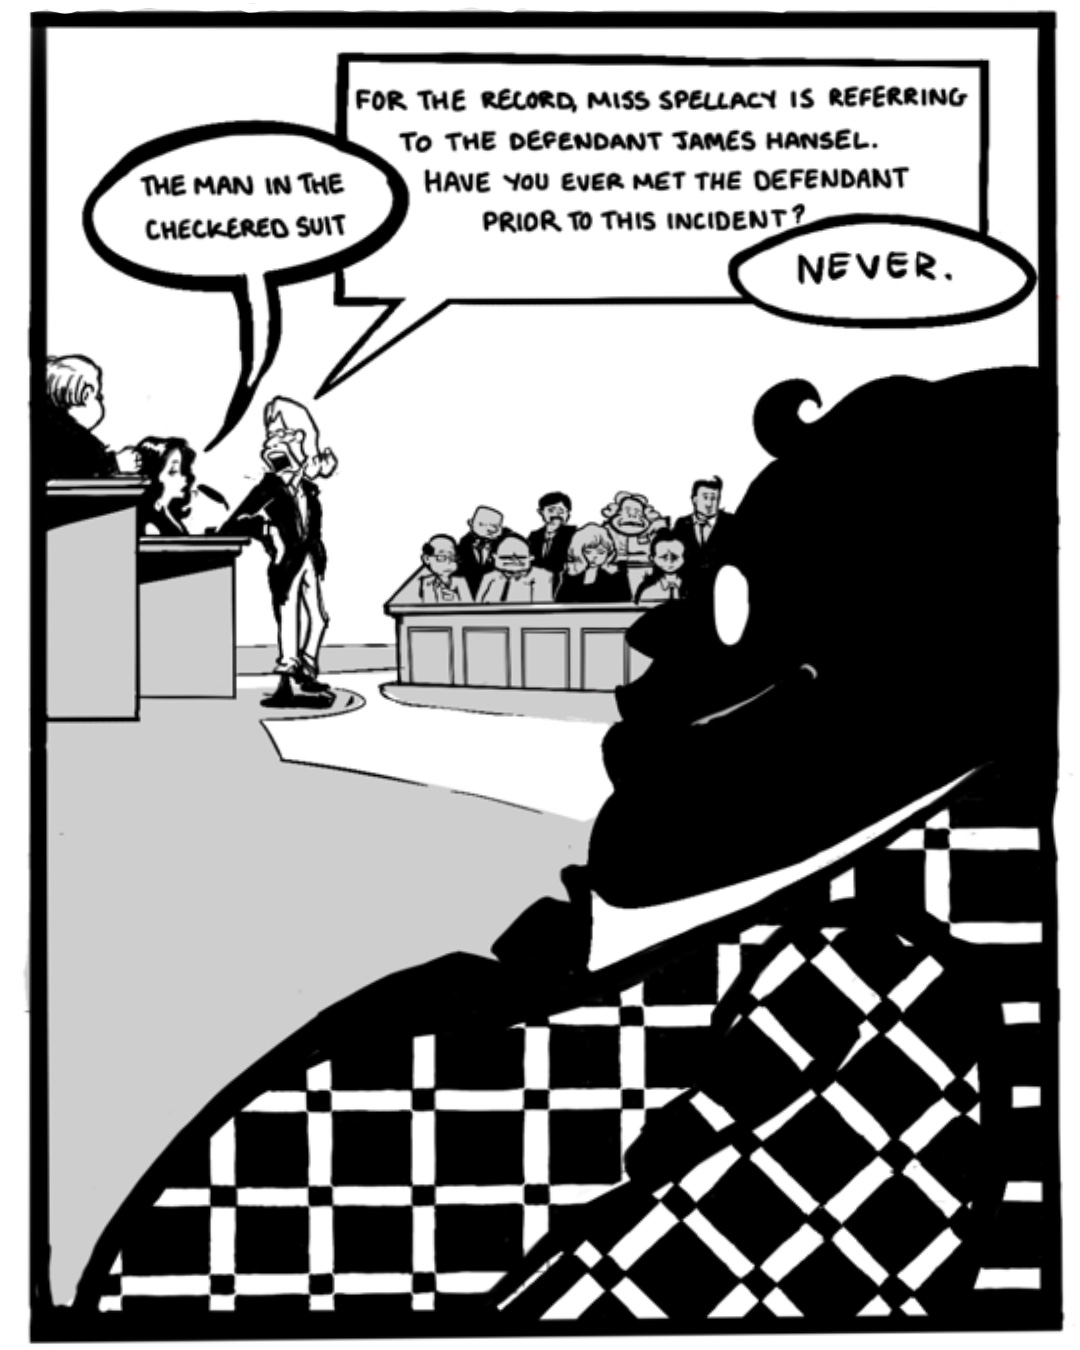 THE MAN IN THE
CHECKERED SUIT
FOR THE RECORD, MISS SPELLACY IS REFERRING
TO THE DEFENDANT JAMES HANSEL.
HAVE YOU EVER MET THE DEFENDANT
PRIOR TO THIS INCIDENT?
NEVER.